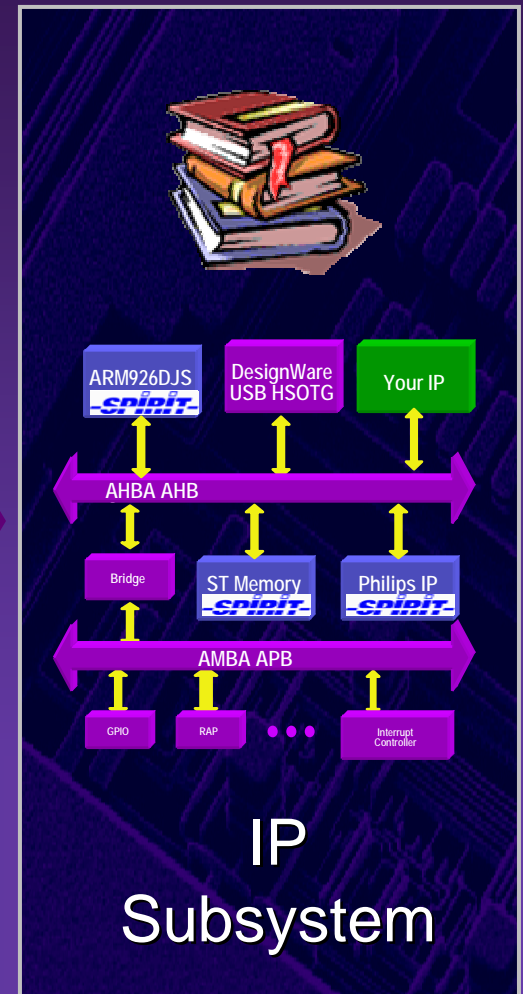 ARM926DJS
-SPIRIT-
DesignWare
USB HSOTG
Your IP
AHBA AHB
Bridge
ST Memory
-SPIRIT-
Philips IP
-SPIRIT-
AMBA APB
GPIO
RAP
Interrupt
Controller
IP
Subsystem